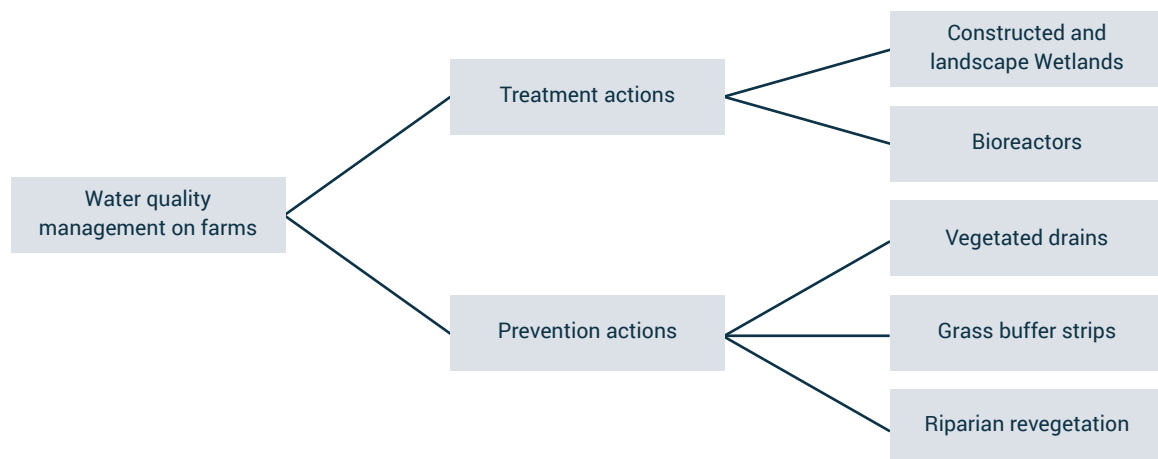 Water quality
management on farms
Treatment actions
Prevention actions
Constructed and
landscape Wetlands
Bioreactors
Vegetated drains
Grass buffer strips
Riparian revegetation